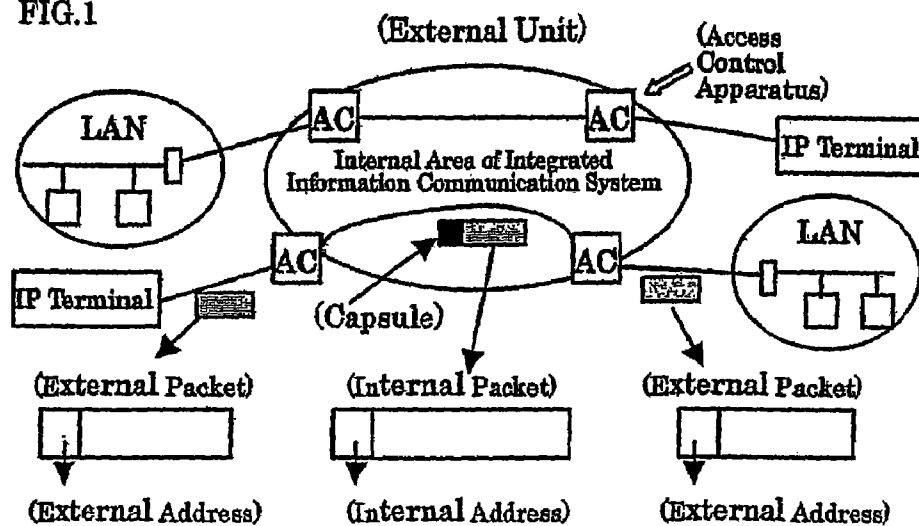 FIG.1
(External Unit)
(Access
Control
Apparatus)
LAN
AC
AC
IP Terminal
Internal Area of Integrated
Information Communication System
LAN
AC
AC
IP Terminal
(Capsule)
(External Packet)
(Internal Packet)
(External Packet)
(External Address)
(Internal Address)
(External Address)